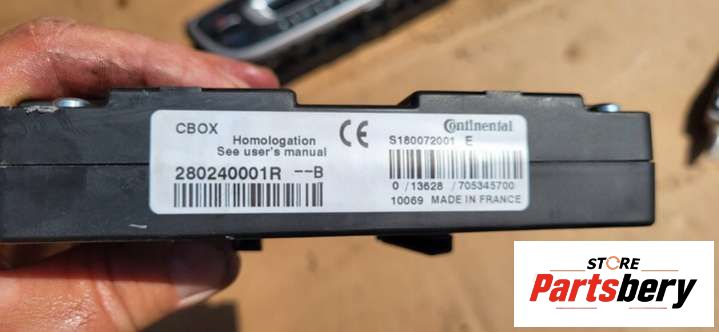 CBOX
Homologation
See user's manual
280240001R --B
CE
Continental
S180072001 E
0 / 13628 / 705345700
10069 MADE IN FRANCE
STORE
Partsbery